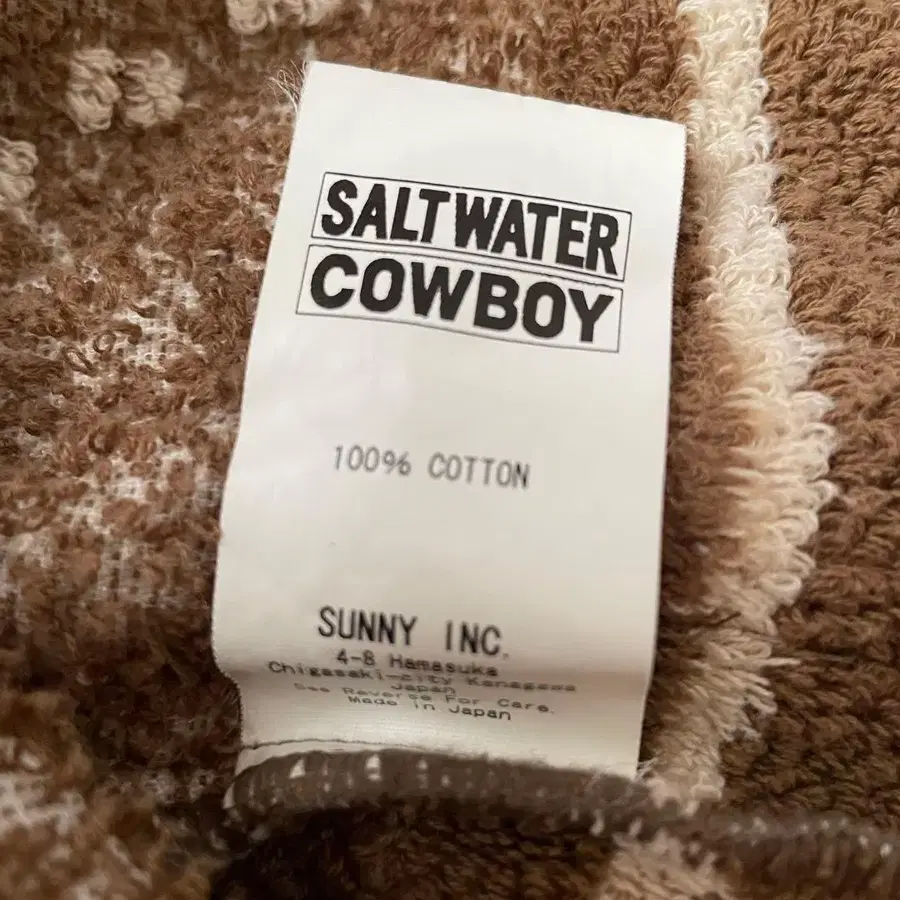 SALTWATER
COWBOY
100% COTTON
SUNNY INC.
4-8 Hamasuka
Chigasaki-city Kanagawa
Japan
See Reverse For Care.
Made in Japan